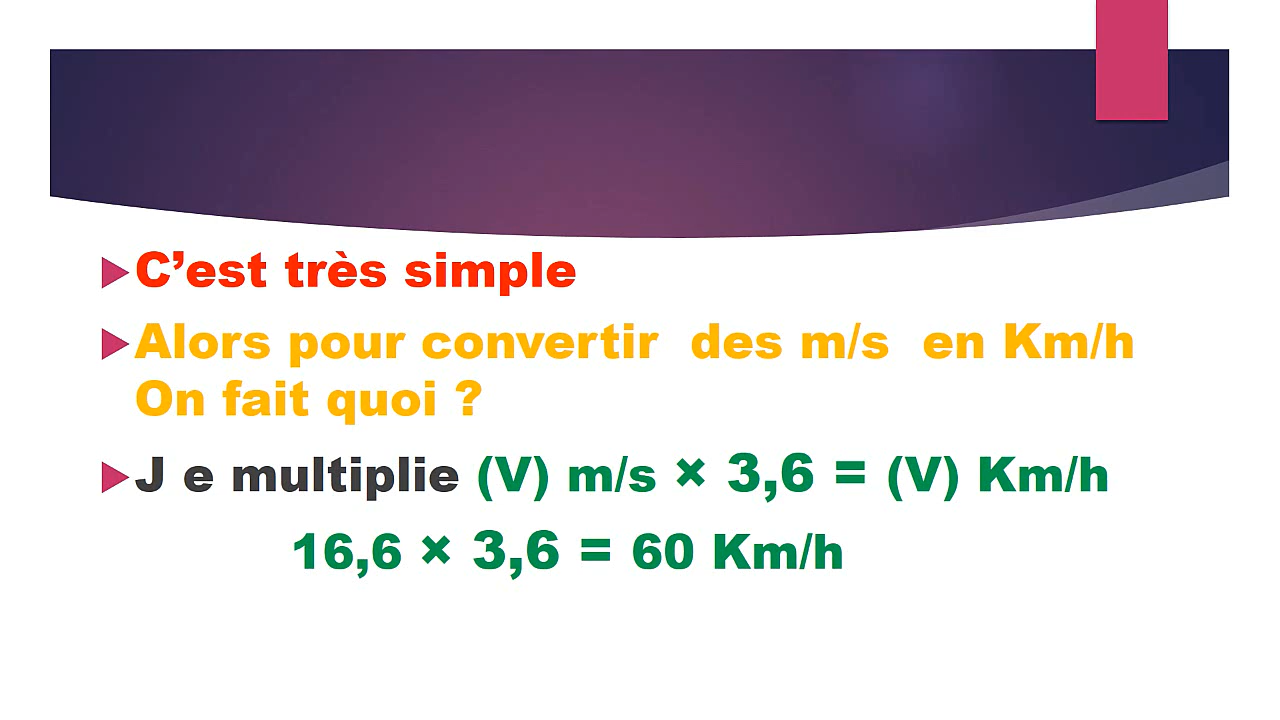 C’est très simple
Alors pour convertir des m/s en Km/h
On fait quoi ?
J e multiplie (V) m/s × 3,6 = (V) Km/h
16,6 × 3,6 = 60 Km/h